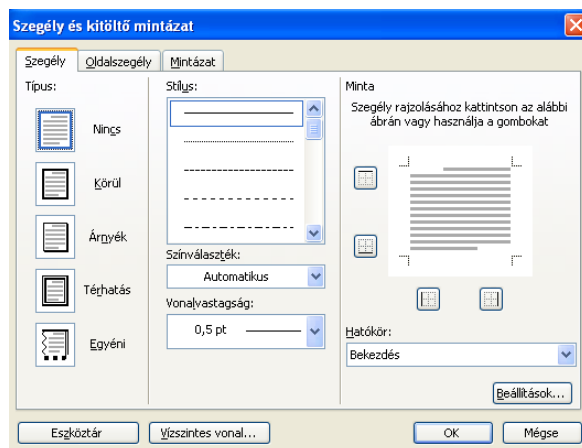 Szegély és kitöltő mintázat
Szegély
Oldalszegély
Mintázat
Típus:
Nincs
Körül
Árnyék
Térhatás
Egyéni
Stílus:
Színválaszték:
Automatikus
Vonalvastagság:
0,5 pt
Minta
Szegély rajzolásához kattintson az alábbi
ábrán vagy használja a gombokat
Hatókör:
Bekezdés
Beállítások...
Eszköztár
Vízszintes vonal...
OK
Mégse